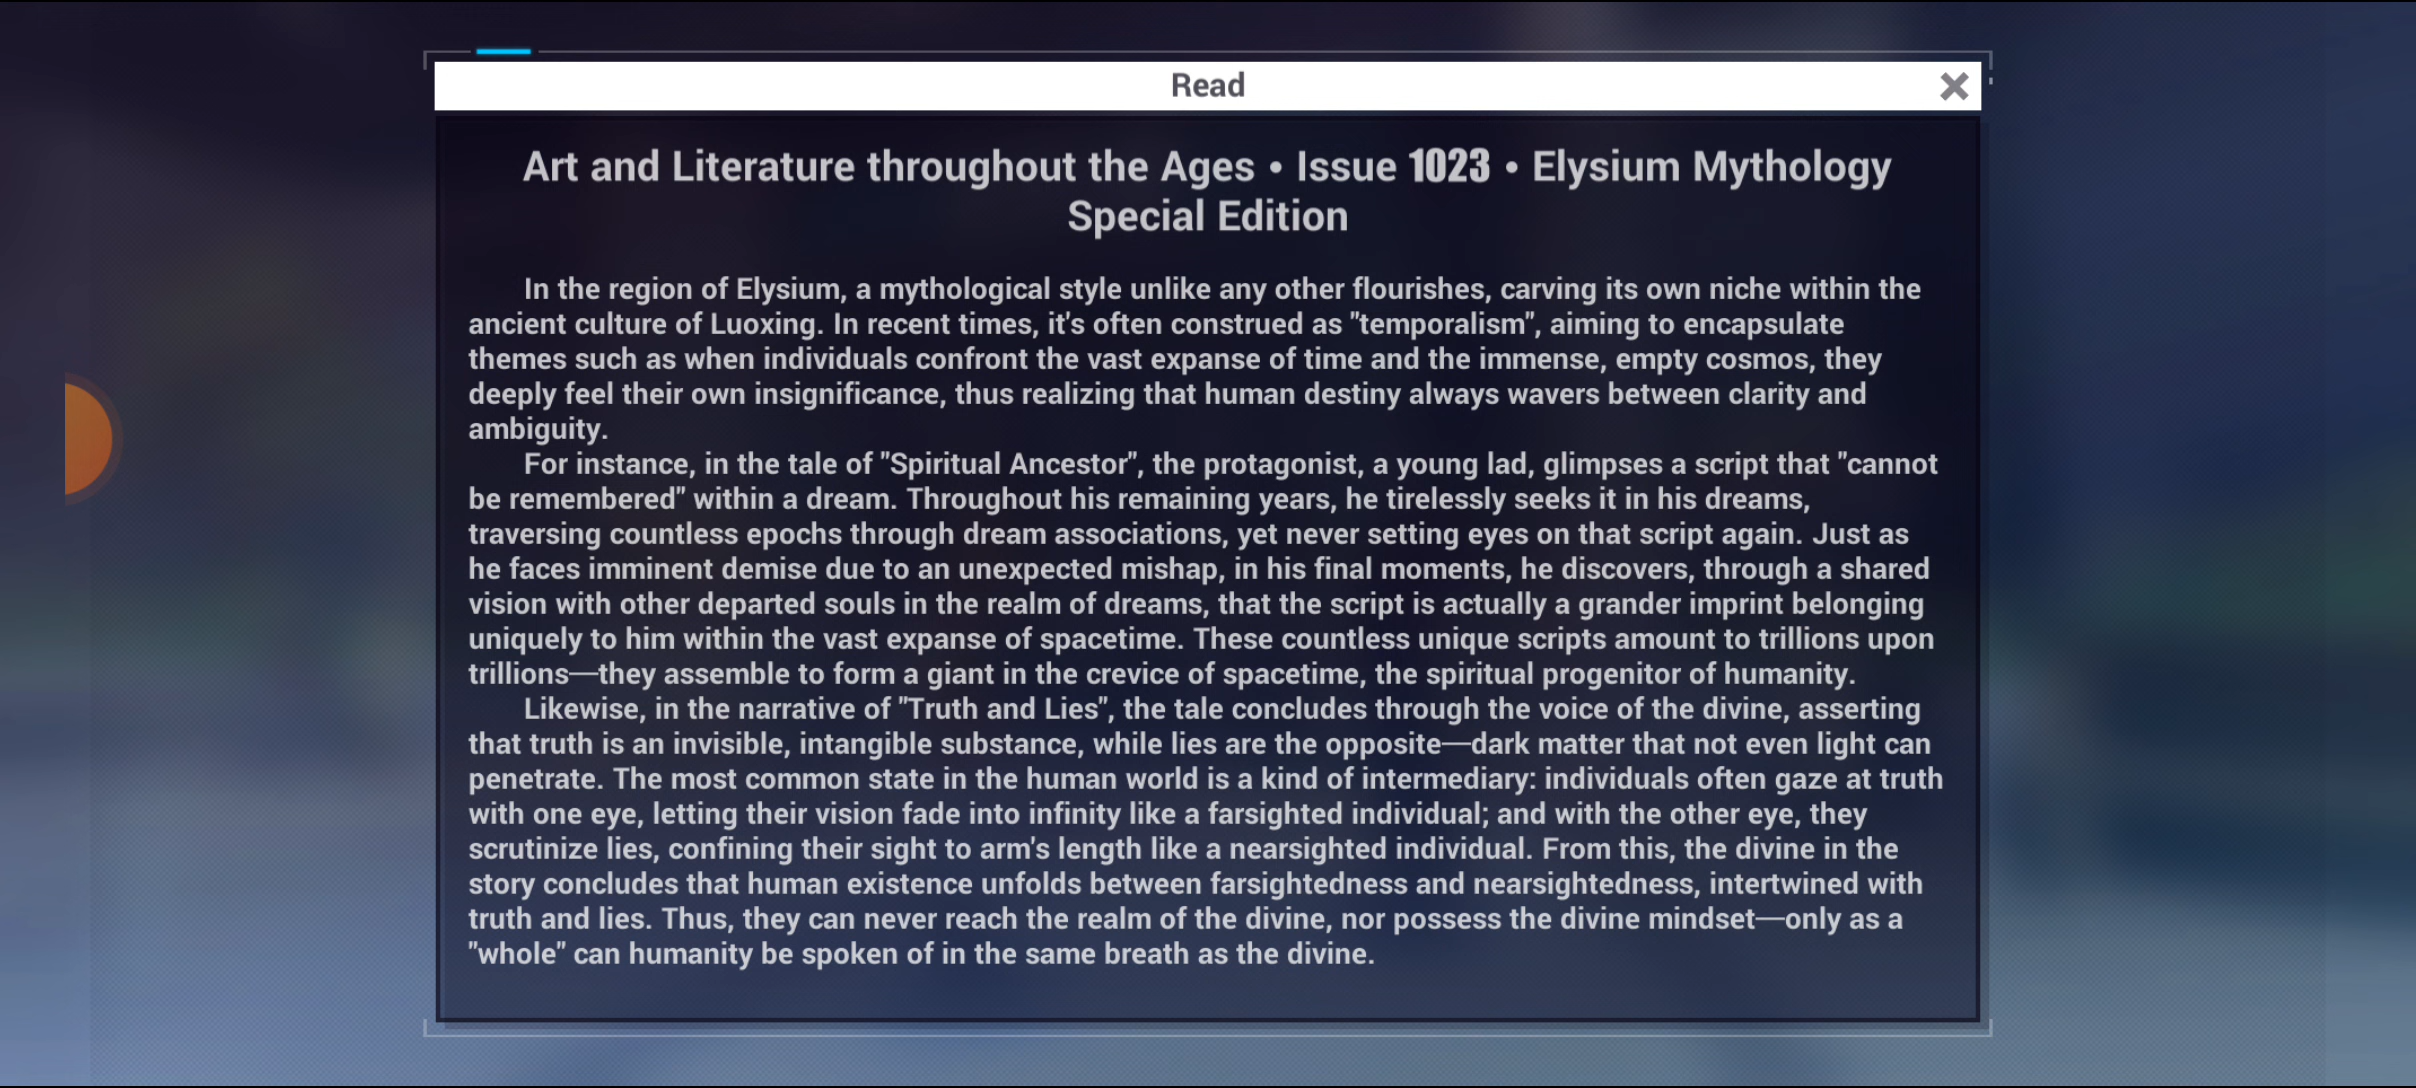 Read
Art and Literature throughout the Ages • Issue 1023 • Elysium Mythology
Special Edition
In the region of Elysium, a mythological style unlike any other flourishes, carving its own niche within the
ancient culture of Luoxing. In recent times, it's often construed as "temporalism", aiming to encapsulate
themes such as when individuals confront the vast expanse of time and the immense, empty cosmos, they
deeply feel their own insignificance, thus realizing that human destiny always wavers between clarity and
ambiguity.
For instance, in the tale of "Spiritual Ancestor", the protagonist, a young lad, glimpses a script that "cannot
be remembered" within a dream. Throughout his remaining years, he tirelessly seeks it in his dreams,
traversing countless epochs through dream associations, yet never setting eyes on that script again. Just as
he faces imminent demise due to an unexpected mishap, in his final moments, he discovers, through a shared
vision with other departed souls in the realm of dreams, that the script is actually a grander imprint belonging
uniquely to him within the vast expanse of spacetime. These countless unique scripts amount to trillions upon
trillions—they assemble to form a giant in the crevice of spacetime, the spiritual progenitor of humanity.
Likewise, in the narrative of "Truth and Lies", the tale concludes through the voice of the divine, asserting
that truth is an invisible, intangible substance, while lies are the opposite—dark matter that not even light can
penetrate. The most common state in the human world is a kind of intermediary: individuals often gaze at truth
with one eye, letting their vision fade into infinity like a farsighted individual; and with the other eye, they
scrutinize lies, confining their sight to arm's length like a nearsighted individual. From this, the divine in the
story concludes that human existence unfolds between farsightedness and nearsightedness, intertwined with
truth and lies. Thus, they can never reach the realm of the divine, nor possess the divine mindset—only as a
"whole" can humanity be spoken of in the same breath as the divine.